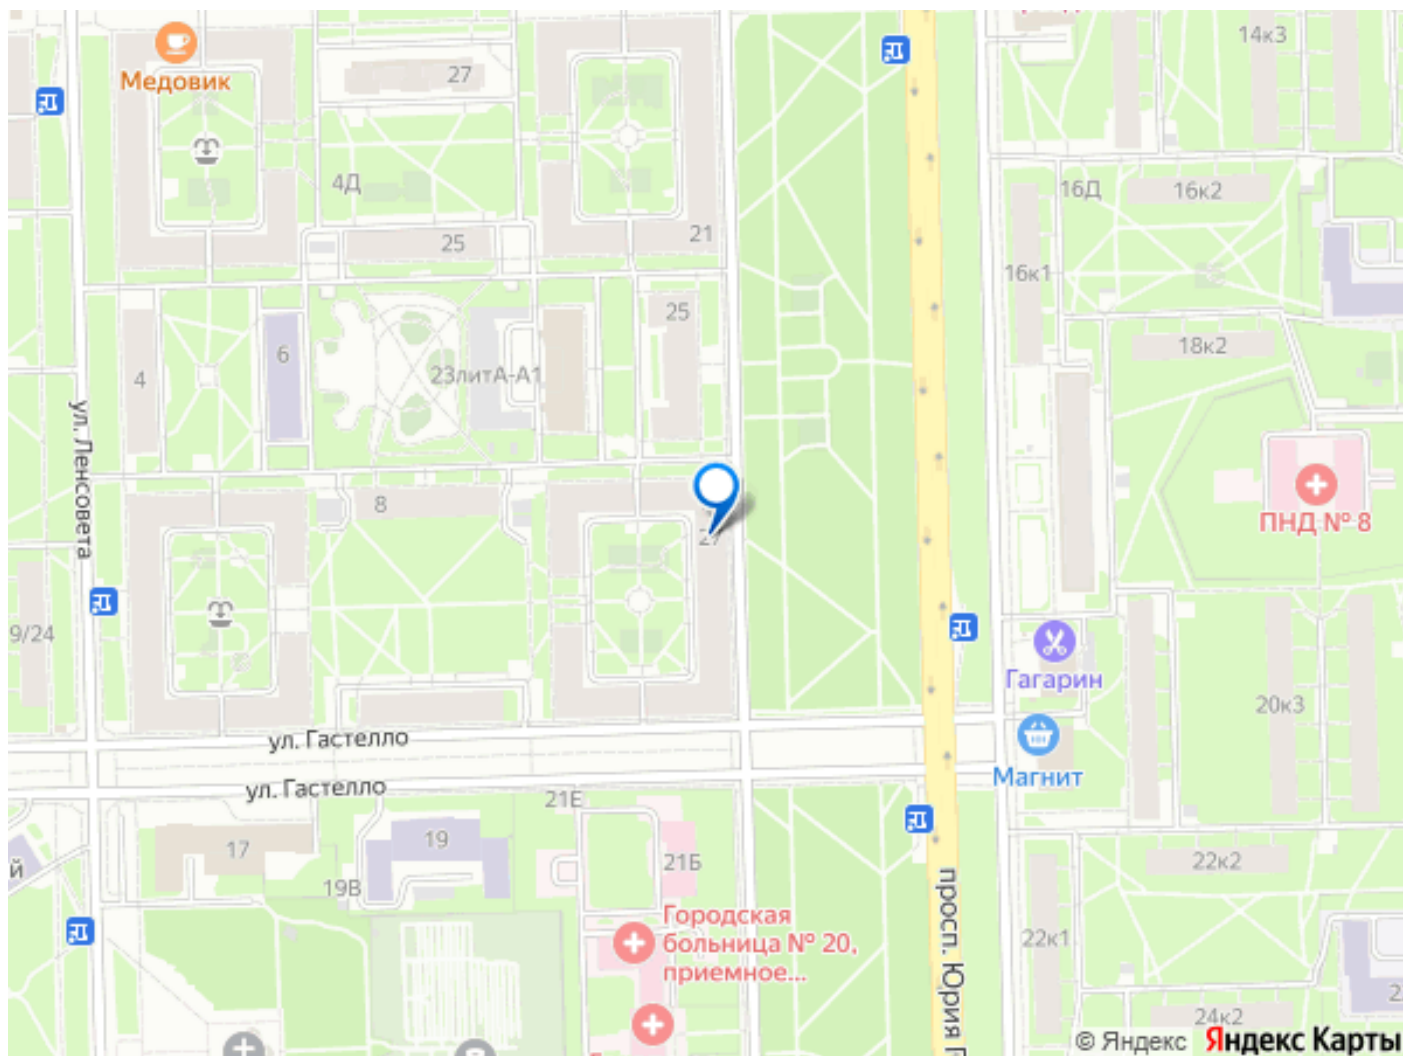 14к3
Медовик
27
4Д
16Д
16к2
21
25
16к1
25
6
18к2
4
23литА-А1
ул. Ленсовета
8
ПНД № 8
9/24
Гагарин
20к3
ул. Гастелло
Магнит
ул. Гастелло
21Е
19
17
21Б
22к2
й
19В
просп. Юрия Г
Городская
больница № 20,
приемное...
22к1
24к2
© Яндекс Яндекс Карты